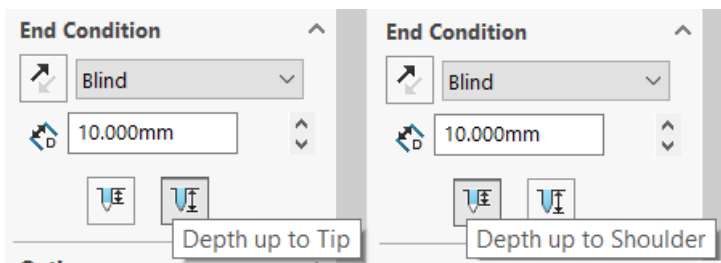 End Condition
Blind
10.000mm
D
Depth up to Tip
End Condition
Blind
10.000mm
D
Depth up to Shoulder